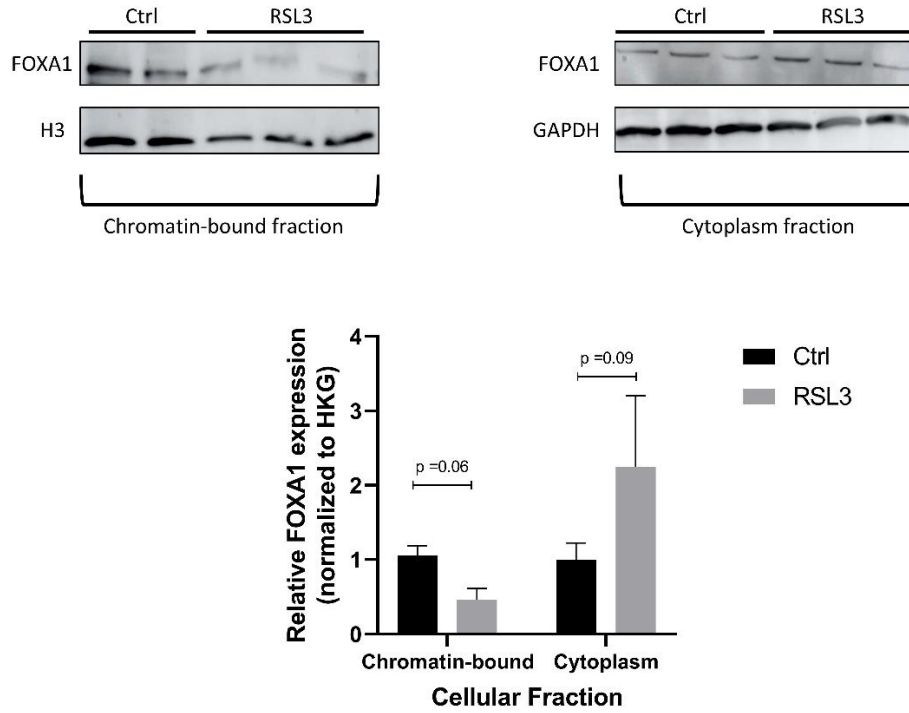 Ctrl RSL3
FOXA1
H3
Chromatin-bound fraction
Ctrl RSL3
FOXA1
GAPDH
Cytoplasm fraction
Relative FOXA1 expression
(normalized to HKG)
4
3
2
1
0
p =0.06
p =0.09
Ctrl
RSL3
Chromatin-bound Cytoplasm
Cellular Fraction